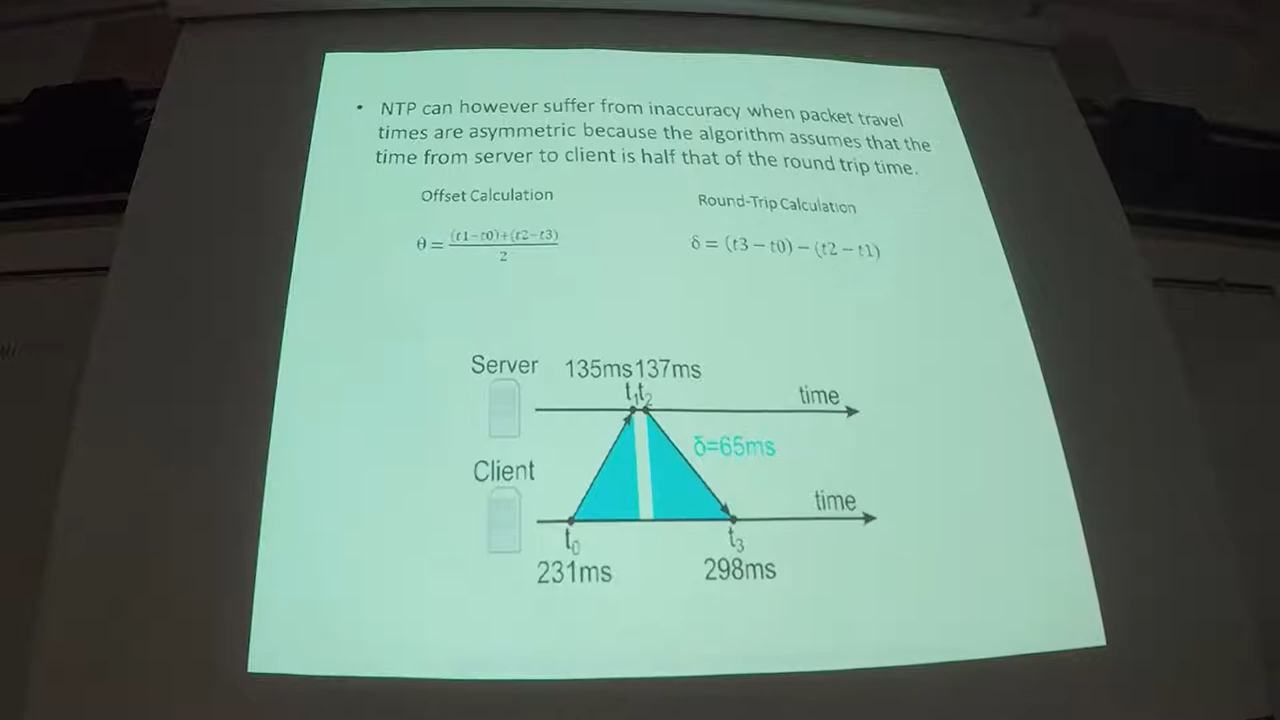 • NTP can however suffer from inaccuracy when packet travel
times are asymmetric because the algorithm assumes that the
time from server to client is half that of the round trip time.
Offset Calculation
Round-Trip Calculation
θ = (t1−t0)+(t2−t3)
2
δ = (t3 − t0) − (t2 − t1)
Server 135ms 137ms
t₁ t₂
time
δ=65ms
Client
time
t₀
t₃
231ms
298ms